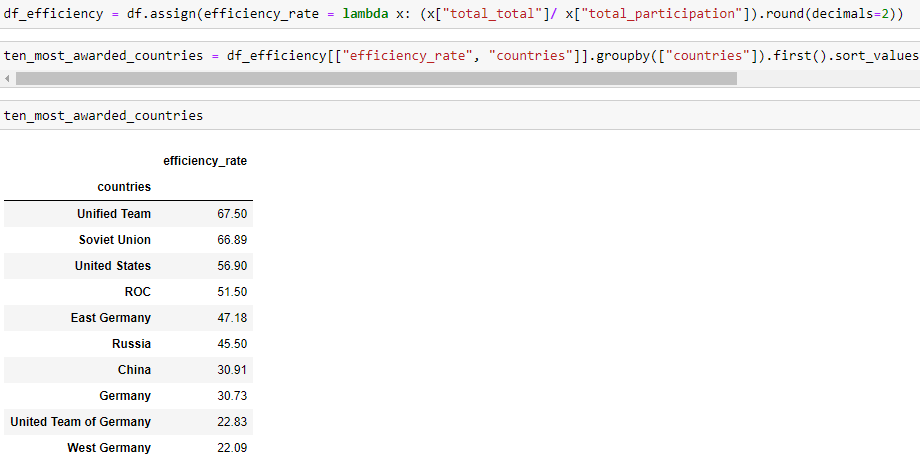 df_efficiency = df.assign(efficiency_rate = lambda x: (x["total_total"]/ x["total_participation"]).round(decimals=2))
ten_most_awarded_countries = df_efficiency[["efficiency_rate", "countries"]].groupby(["countries"]).first().sort_values
ten_most_awarded_countries
efficiency_rate
countries
Unified Team 67.50
Soviet Union 66.89
United States 56.90
ROC 51.50
East Germany 47.18
Russia 45.50
China 30.91
Germany 30.73
United Team of Germany 22.83
West Germany 22.09